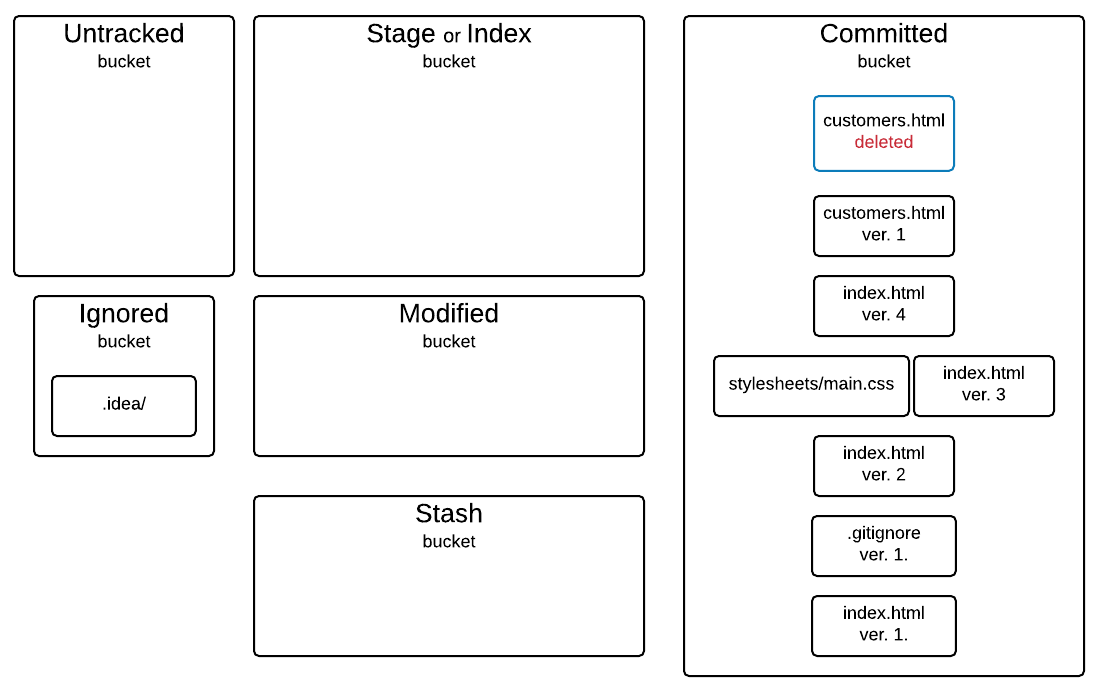 Untracked
bucket
Stage or Index
bucket
Committed
bucket
customers.html
deleted
customers.html
ver. 1
index.html
ver. 4
stylesheets/main.css
index.html
ver. 3
index.html
ver. 2
.gitignore
ver. 1.
index.html
ver. 1.
Ignored
bucket
.idea/
Modified
bucket
Stash
bucket